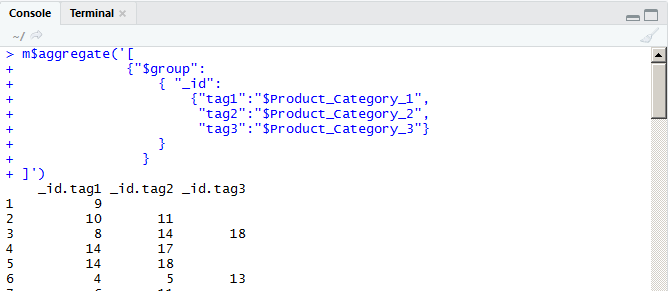 Console Terminal ×
~/
> m$aggregate('[
+ {"$group":
+ { "_id":
+ {"tag1":"$Product_Category_1",
+ "tag2":"$Product_Category_2",
+ "tag3":"$Product_Category_3"}
+ }
+ }
+ ]')
_id.tag1 _id.tag2 _id.tag3
1 9
2 10 11
3 8 14 18
4 14 17
5 14 18
6 4 5 13